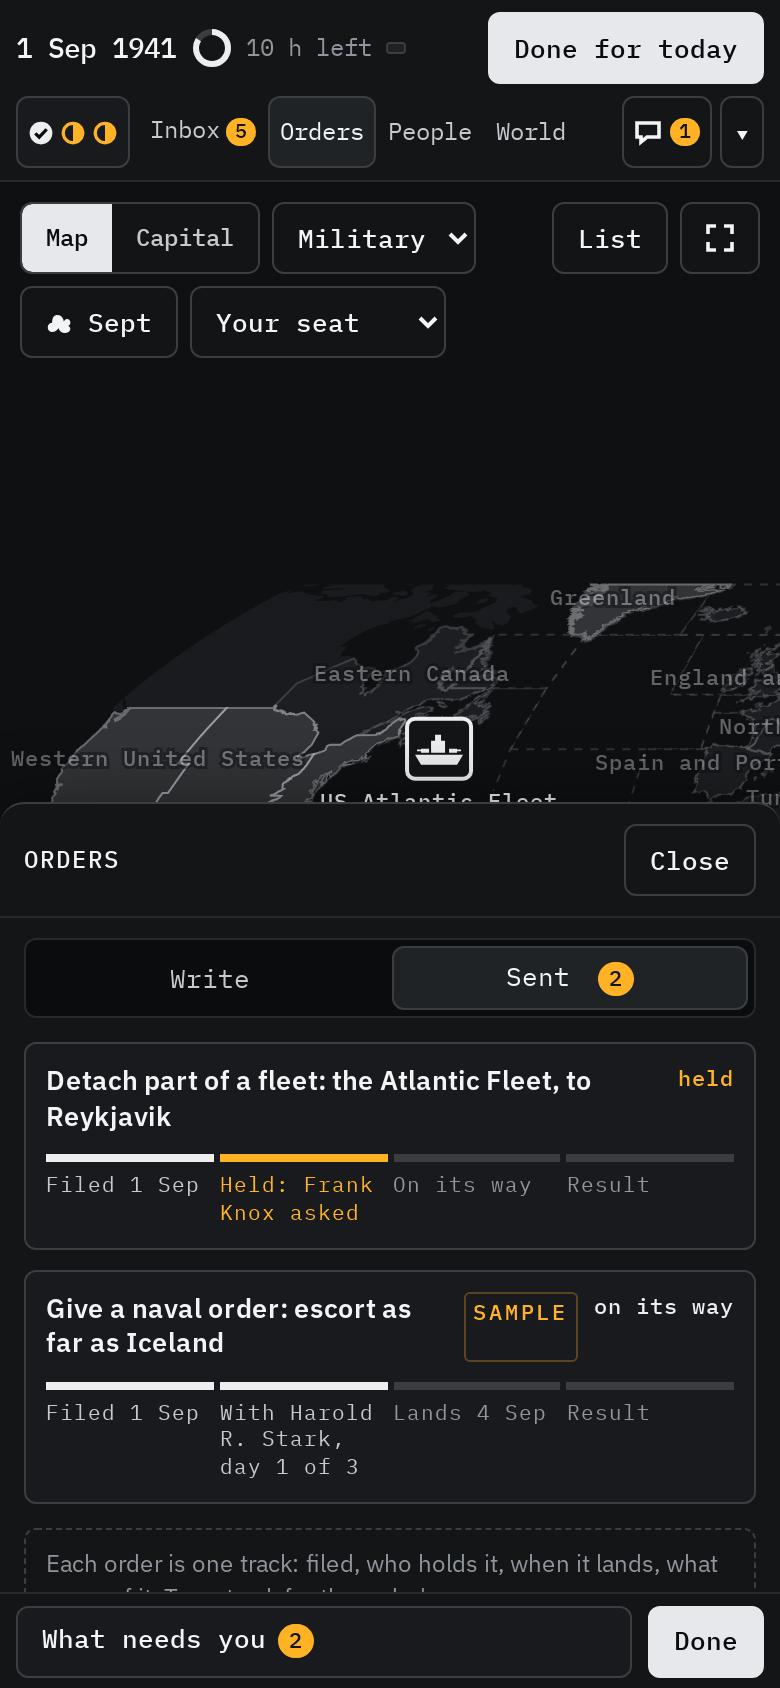 1 Sep 1941 10 h left Done for today
Inbox 5 Orders People World 1
Map Capital Military List
Sept Your seat
Greenland
Eastern Canada
England
Western United States
Spain and
US Atlantic Fleet
ORDERS Close
Write Sent 2
Detach part of a fleet: the Atlantic Fleet, to held
Reykjavik
Filed 1 Sep Held: Frank On its way Result
Knox asked
Give a naval order: escort as SAMPLE on its way
far as Iceland
Filed 1 Sep With Harold Lands 4 Sep Result
R. Stark,
day 1 of 3
Each order is one track: filed, who holds it, when it lands, what
What needs you 2 Done